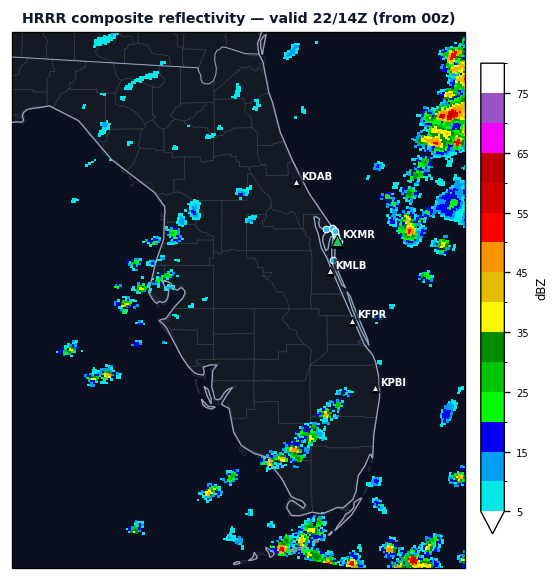 HRRR composite reflectivity — valid 22/14Z (from 00z)
KDAB
KXMR
KMLB
KFPR
KPBI
75
65
55
45
35
25
15
5
dBZ